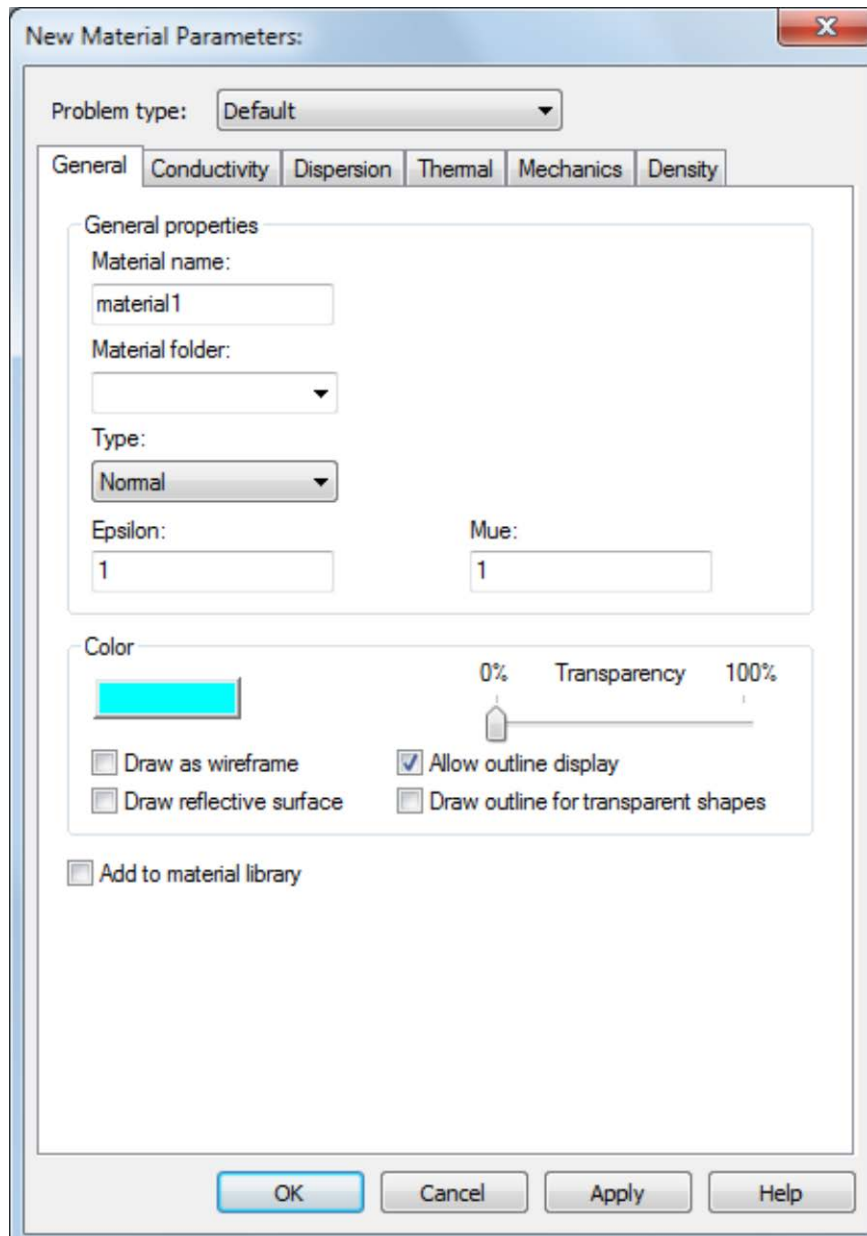 New Material Parameters:
Problem type: Default
General Conductivity Dispersion Thermal Mechanics Density
General properties
Material name:
material1
Material folder:
Type:
Normal
Epsilon: Mue:
1 1
Color
0% Transparency 100%
Draw as wireframe Allow outline display
Draw reflective surface Draw outline for transparent shapes
Add to material library
OK Cancel Apply Help